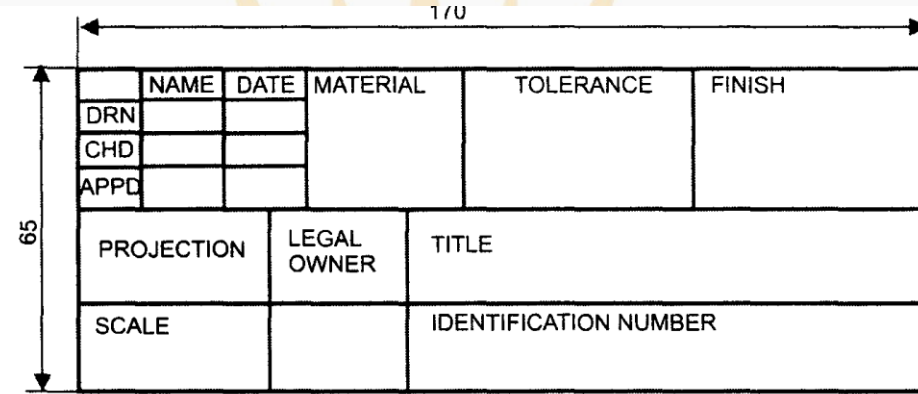 170
NAME DATE MATERIAL TOLERANCE FINISH
DRN
CHD
APPD
65
PROJECTION LEGAL OWNER TITLE
SCALE IDENTIFICATION NUMBER